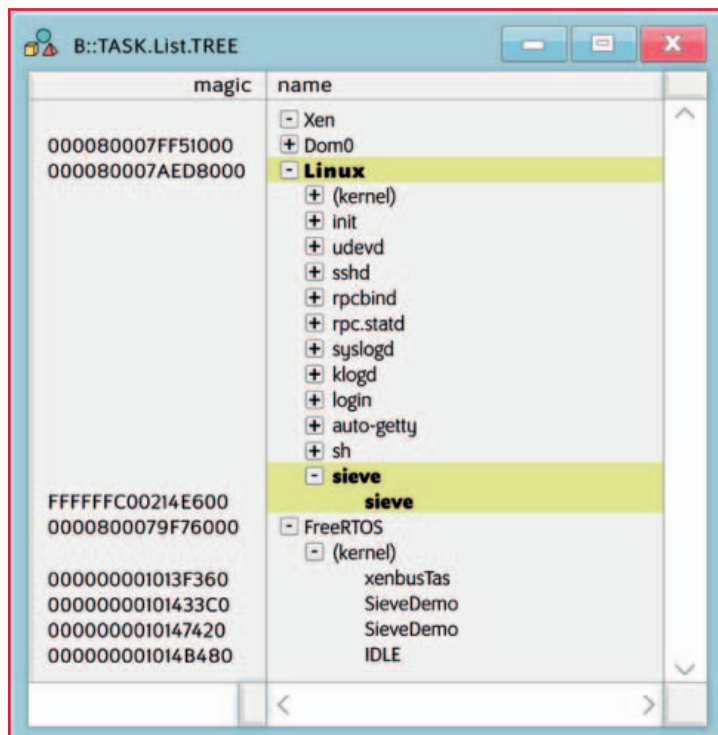 B::TASK.List.TREE
magic name
Xen
000080007FF51000 Dom0
000080007AED8000 Linux
(kernel)
init
udevd
sshd
rpcbind
rpc.statd
syslogd
klogd
login
auto-getty
sh
sieve
FFFFFFC00214E600 sieve
0000800079F76000 FreeRTOS
(kernel)
000000001013F360 xenbusTas
00000000101433C0 SieveDemo
0000000010147420 SieveDemo
000000001014B480 IDLE